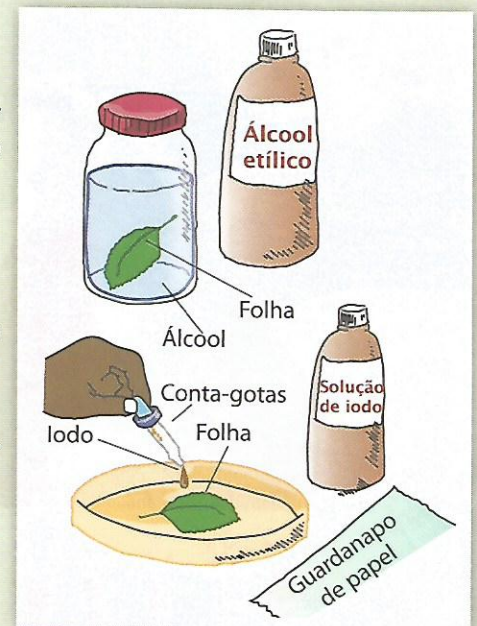 Álcool
etílico
Folha
Álcool
Solução
de iodo
Conta-gotas
Iodo
Folha
Guardanapo
de papel